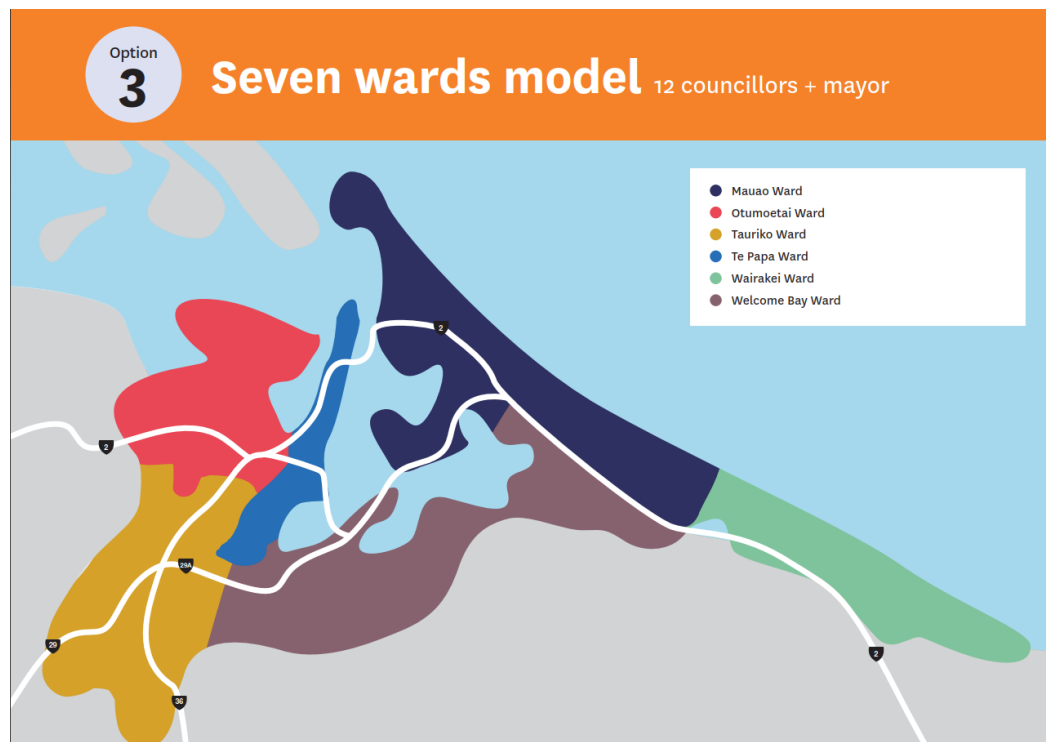 Option
3
Seven wards model 12 councillors + mayor
Mauao Ward
Otumoetai Ward
Tauriko Ward
Te Papa Ward
Wairakei Ward
Welcome Bay Ward
2
2
29A
29
2
36